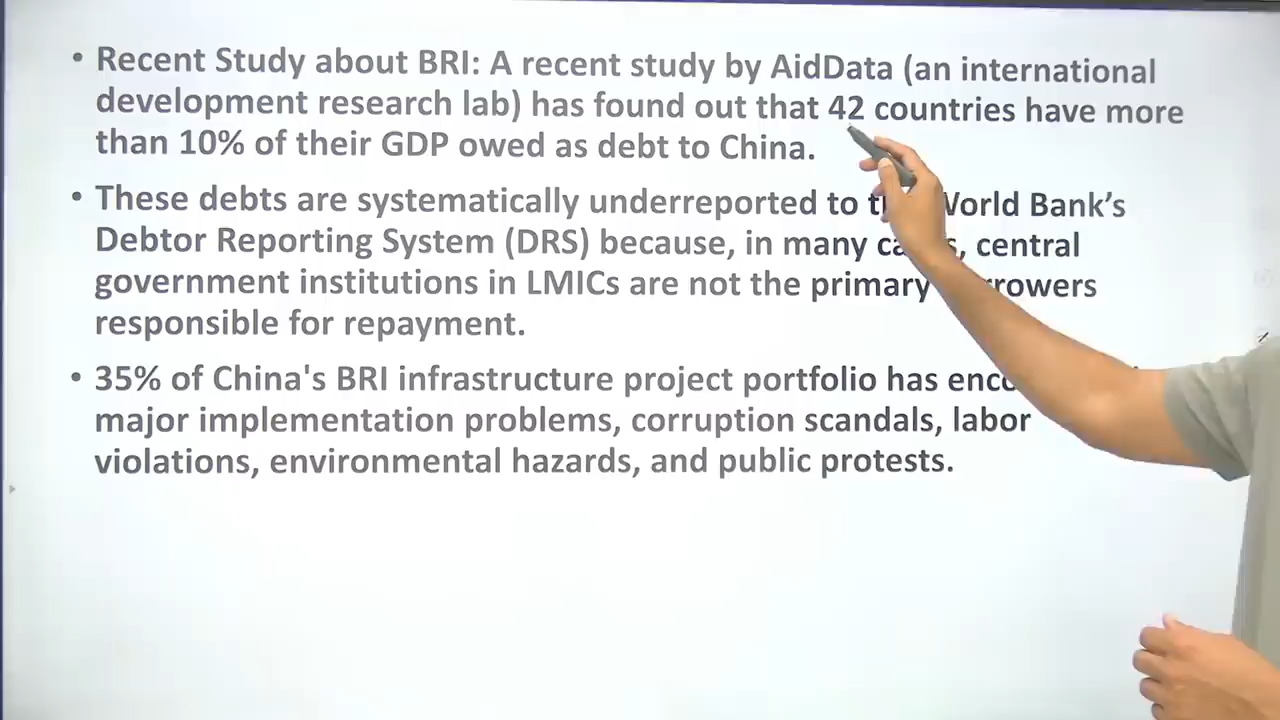 • Recent Study about BRI: A recent study by AidData (an international
development research lab) has found out that 42 countries have more
than 10% of their GDP owed as debt to China.
• These debts are systematically underreported to World Bank's
Debtor Reporting System (DRS) because, in many central
government institutions in LMICs are not the primary
responsible for repayment.
• 35% of China's BRI infrastructure project portfolio has
major implementation problems, corruption scandals, labor
violations, environmental hazards, and public protests.